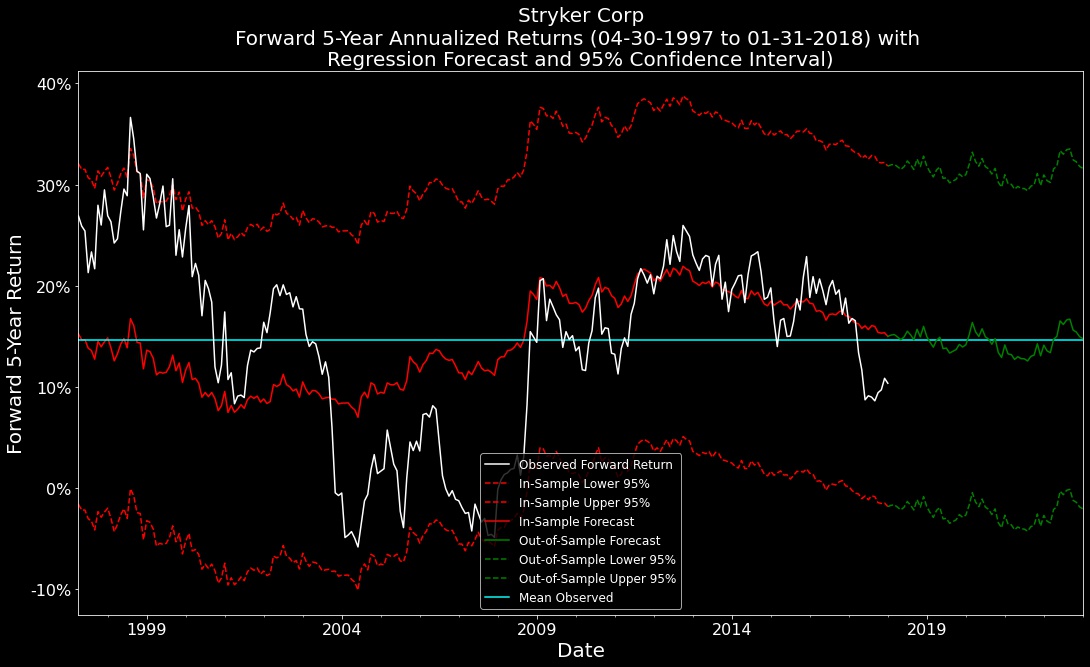 Stryker Corp
Forward 5-Year Annualized Returns (04-30-1997 to 01-31-2018) with
Regression Forecast and 95% Confidence Interval)
Forward 5-Year Return
40%
30%
20%
10%
0%
-10%
Observed Forward Return
In-Sample Lower 95%
In-Sample Upper 95%
In-Sample Forecast
Out-of-Sample Forecast
Out-of-Sample Lower 95%
Out-of-Sample Upper 95%
Mean Observed
1999 2004 2009 2014 2019
Date